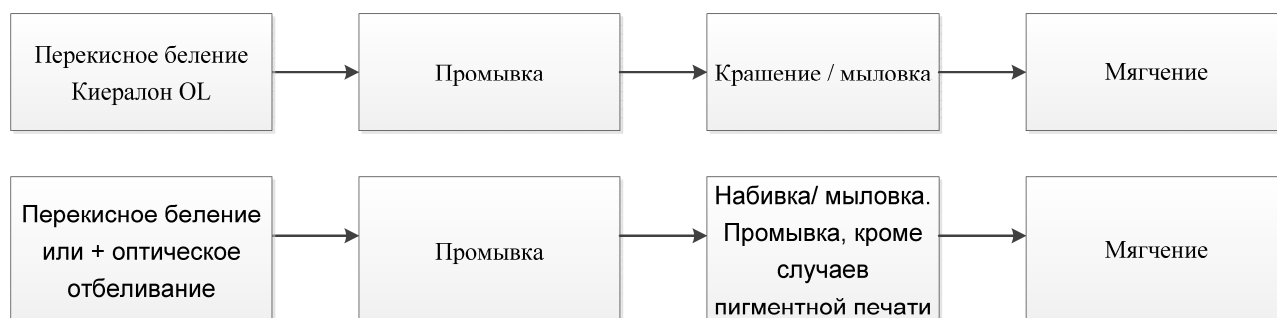 Перекисное беление
Киералон OL
Промывка
Крашение / мыловка
Мягчение
Перекисное беление
или + оптическое
отбеливание
Промывка
Набивка/ мыловка.
Промывка, кроме
случаев
пигментной печати
Мягчение